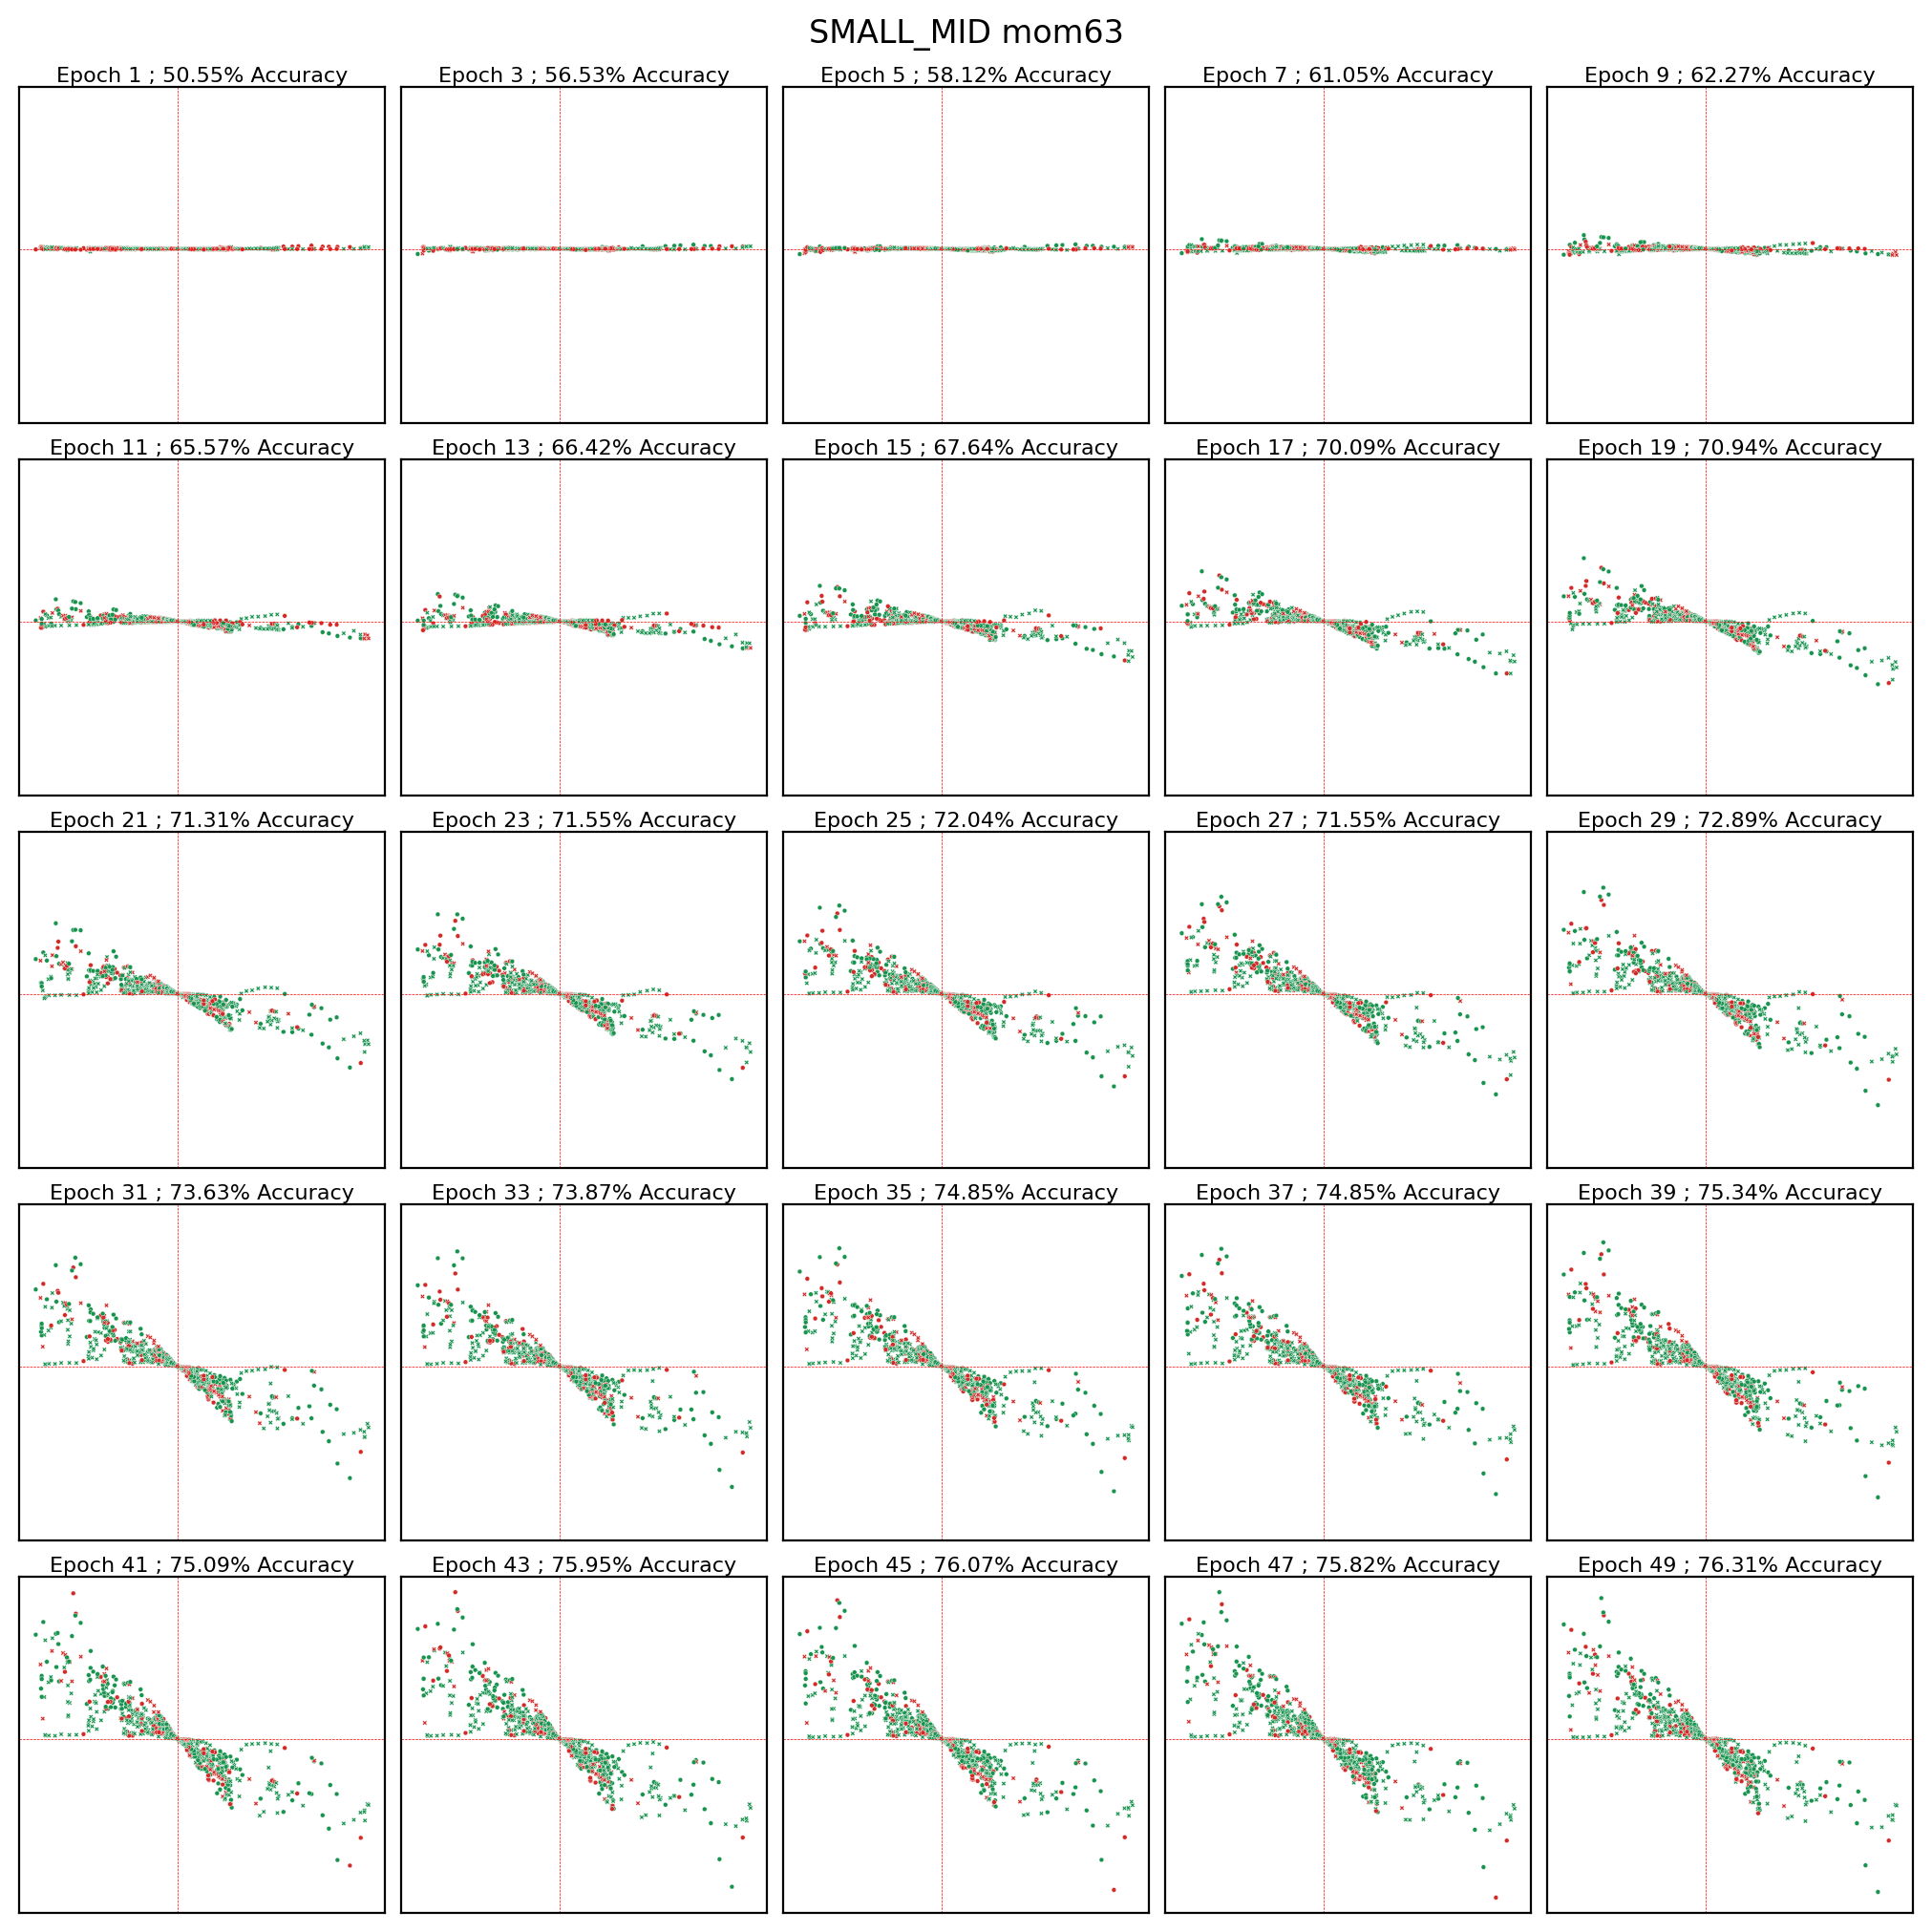 SMALL_MID mom63
Epoch 1 ; 50.55% Accuracy
Epoch 3 ; 56.53% Accuracy
Epoch 5 ; 58.12% Accuracy
Epoch 7 ; 61.05% Accuracy
Epoch 9 ; 62.27% Accuracy
Epoch 11 ; 65.57% Accuracy
Epoch 13 ; 66.42% Accuracy
Epoch 15 ; 67.64% Accuracy
Epoch 17 ; 70.09% Accuracy
Epoch 19 ; 70.94% Accuracy
Epoch 21 ; 71.31% Accuracy
Epoch 23 ; 71.55% Accuracy
Epoch 25 ; 72.04% Accuracy
Epoch 27 ; 71.55% Accuracy
Epoch 29 ; 72.89% Accuracy
Epoch 31 ; 73.63% Accuracy
Epoch 33 ; 73.87% Accuracy
Epoch 35 ; 74.85% Accuracy
Epoch 37 ; 74.85% Accuracy
Epoch 39 ; 75.34% Accuracy
Epoch 41 ; 75.09% Accuracy
Epoch 43 ; 75.95% Accuracy
Epoch 45 ; 76.07% Accuracy
Epoch 47 ; 75.82% Accuracy
Epoch 49 ; 76.31% Accuracy